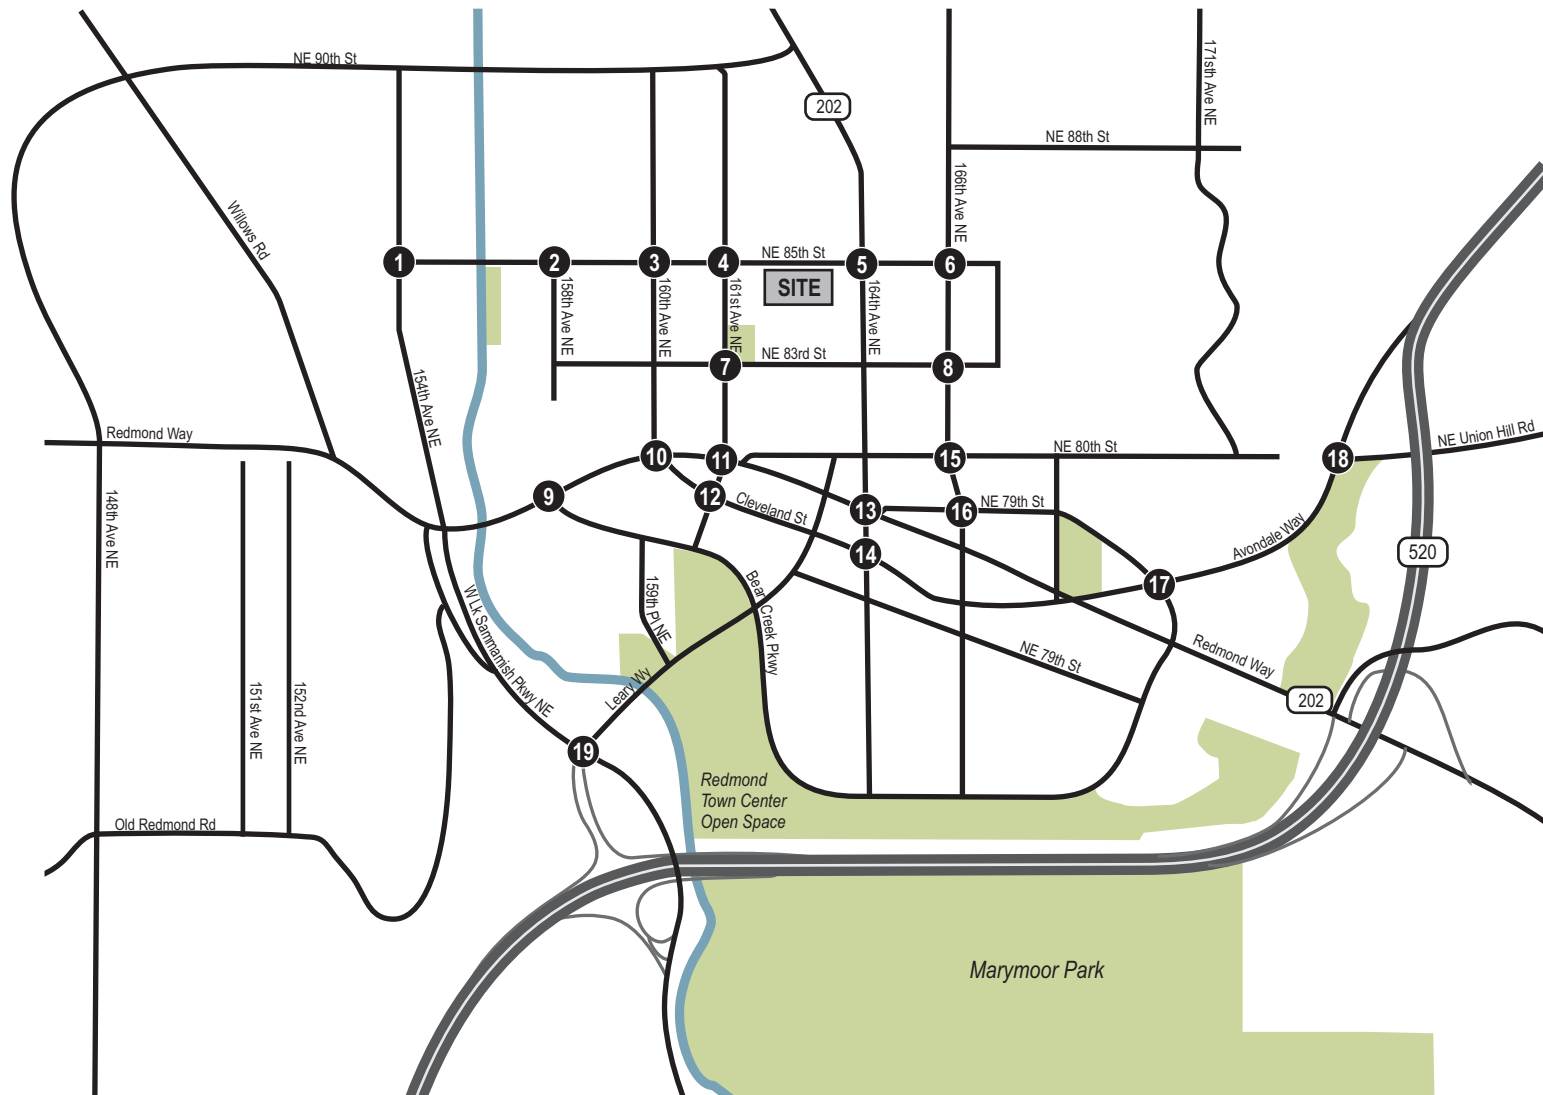 NE 90th St
171sth Ave NE
202
NE 88th St
166th Ave NE
Willows Rd
1
2
3
4
NE 85th St
5
6
SITE
158th Ave NE
160th Ave NE
161st Ave NE
164th Ave NE
NE 83rd St
7
8
154th Ave NE
Redmond Way
NE Union Hill Rd
NE 80th St
10
11
15
18
148th Ave NE
9
12
Cleveland St
13
NE 79th St
16
Avondale Way
520
14
17
159th Pl NE
Bear Creek Pkwy
W Lk Sammamish Pkwy NE
NE 79th St
Redmond Way
151st Ave NE
152nd Ave NE
Leary Wy
202
19
Redmond
Town Center
Open Space
Old Redmond Rd
Marymoor Park